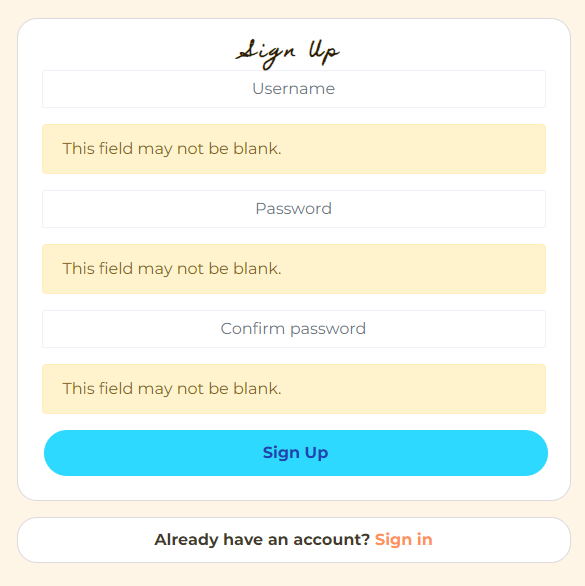 Sign Up
Username
This field may not be blank.
Password
This field may not be blank.
Confirm password
This field may not be blank.
Sign Up
Already have an account? Sign in